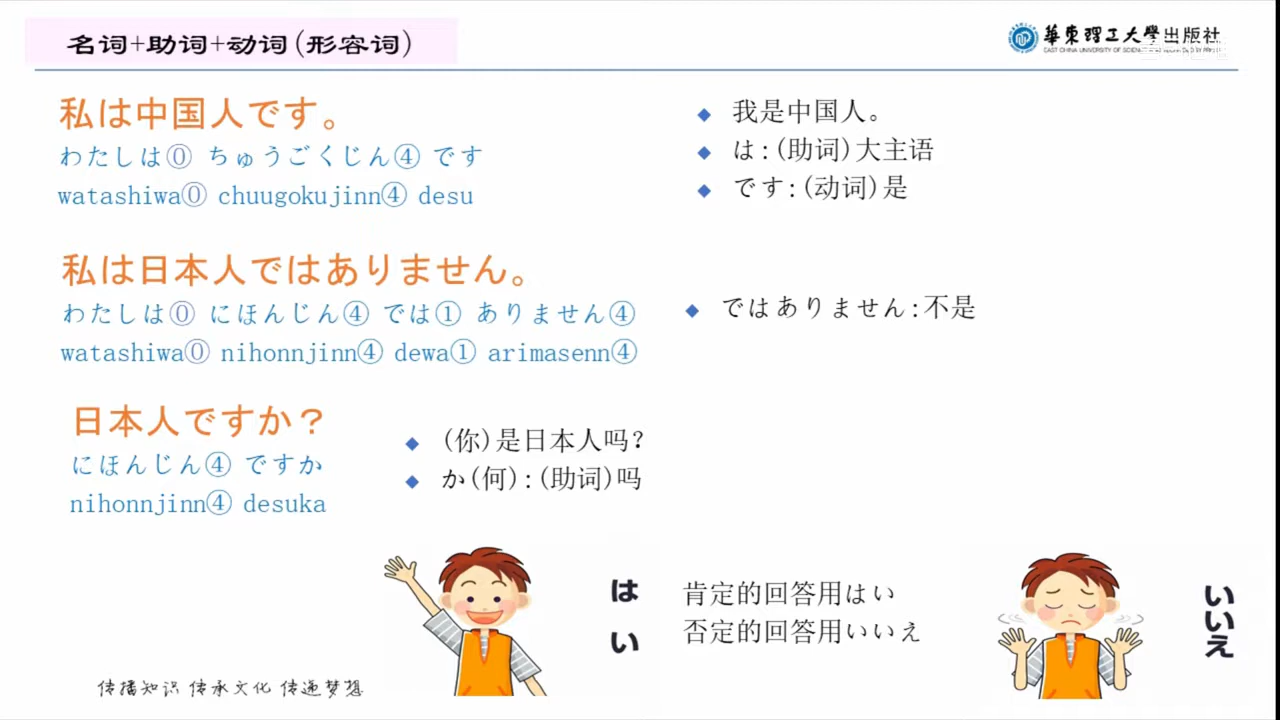 名词+助词+动词(形容词)
華東理工大學出版社
私は中国人です。
わたしは⓪ ちゅうごくじん④ です
watashiwa⓪ chuugokujinn④ desu
我是中国人。
は:(助词)大主语
です:(动词)是
私は日本人ではありません。
わたしは⓪ にほんじん④ では① ありません④
watashiwa⓪ nihonnjinn④ dewa① arimasenn④
ではありません:不是
日本人ですか？
にほんじん④ ですか
nihonnjinn④ desuka
(你)是日本人吗?
か(何):(助词)吗
はい
肯定的回答用はい
否定的回答用いいえ
いいえ
传播知识 传承文化 传递梦想